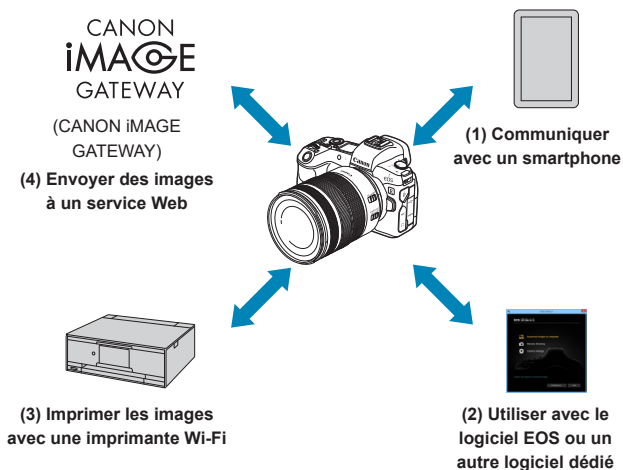 CANON
iMAGE
GATEWAY
(CANON iMAGE
GATEWAY)
(4) Envoyer des images
à un service Web
(1) Communiquer
avec un smartphone
Canon
EOS
R
(3) Imprimer les images
avec une imprimante Wi-Fi
(2) Utiliser avec le
logiciel EOS ou un
autre logiciel dédié